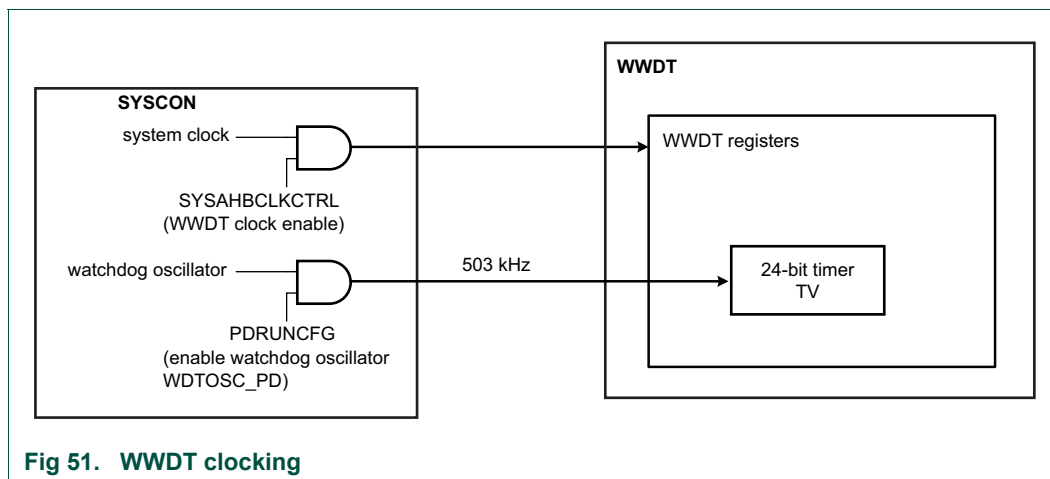 WWDT
SYSCON
system clock
WWDT registers
SYSAHBCLKCTRL
(WWDT clock enable)
watchdog oscillator
503 kHz
24-bit timer
TV
PDRUNCFG
(enable watchdog oscillator
WDTOSC_PD)
Fig 51. WWDT clocking